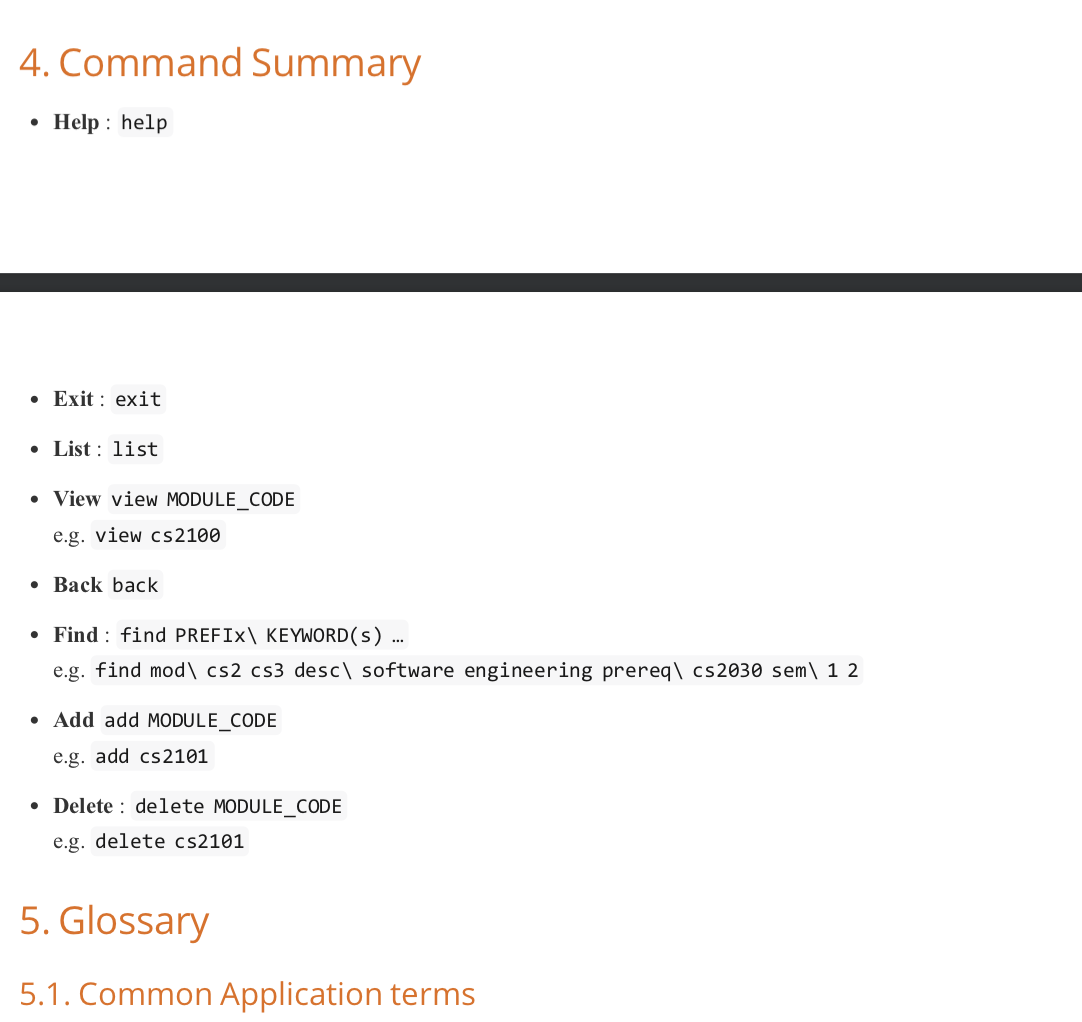 4. Command Summary
• Help : help
• Exit : exit
• List : list
• View view MODULE_CODE
e.g. view cs2100
• Back back
• Find : find PREFIx\ KEYWORD(s) …
e.g. find mod\ cs2 cs3 desc\ software engineering prereq\ cs2030 sem\ 1 2
• Add add MODULE_CODE
e.g. add cs2101
• Delete : delete MODULE_CODE
e.g. delete cs2101
5. Glossary
5.1. Common Application terms